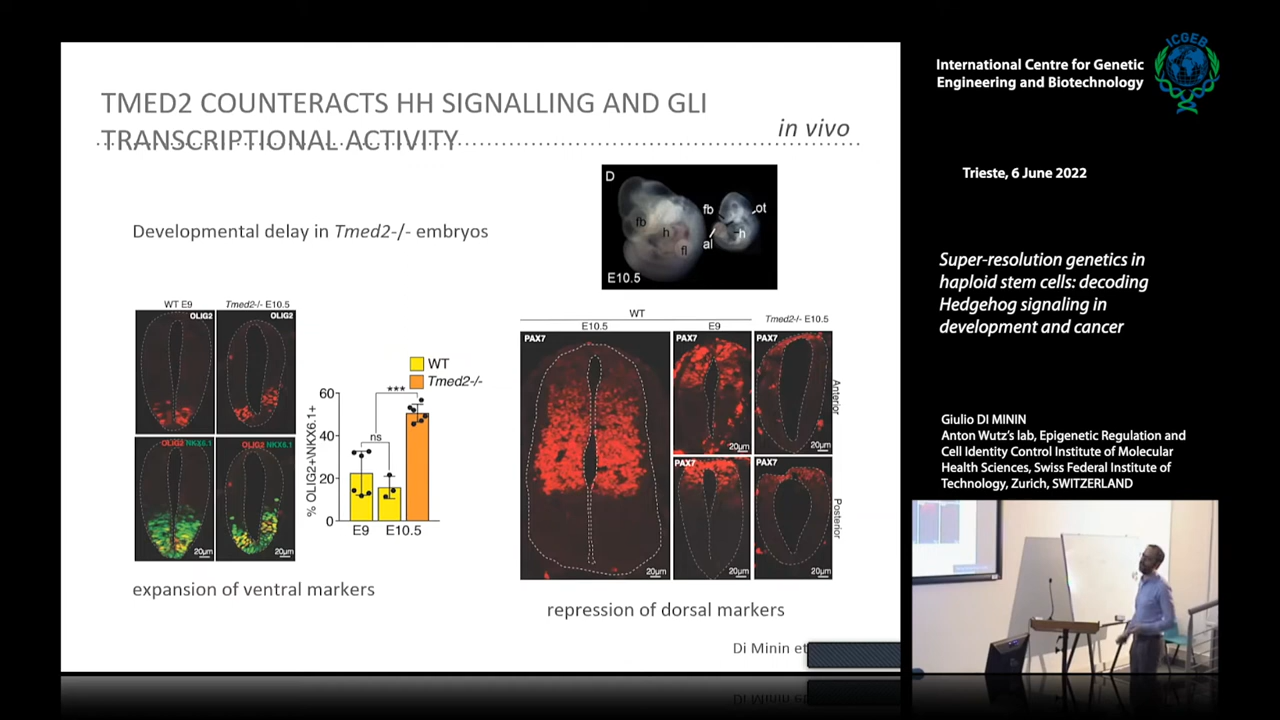 TMED2 COUNTERACTS HH SIGNALLING AND GLI
TRANSCRIPTIONAL ACTIVITY
in vivo
Developmental delay in Tmed2-/- embryos
D
fb
h
fl
fb
ot
al
h
E10.5
WT E9
Tmed2-/- E10.5
OLIG2
OLIG2
OLIG2 NKX6.1
OLIG2 NKX6.1
20µm
20µm
WT
Tmed2-/-
% OLIG2+\NKX6.1+
60
40
20
0
ns
***
E9
E10.5
expansion of ventral markers
WT
E10.5
E9
Tmed2-/- E10.5
PAX7
PAX7
PAX7
20µm
20µm
Anterior
PAX7
PAX7
20µm
20µm
20µm
Posterior
repression of dorsal markers
Di Minin et
International Centre for Genetic
Engineering and Biotechnology
ICGEB
Trieste, 6 June 2022
Super-resolution genetics in
haploid stem cells: decoding
Hedgehog signaling in
development and cancer
Giulio DI MININ
Anton Wutz's lab, Epigenetic Regulation and
Cell Identity Control Institute of Molecular
Health Sciences, Swiss Federal Institute of
Technology, Zurich, SWITZERLAND